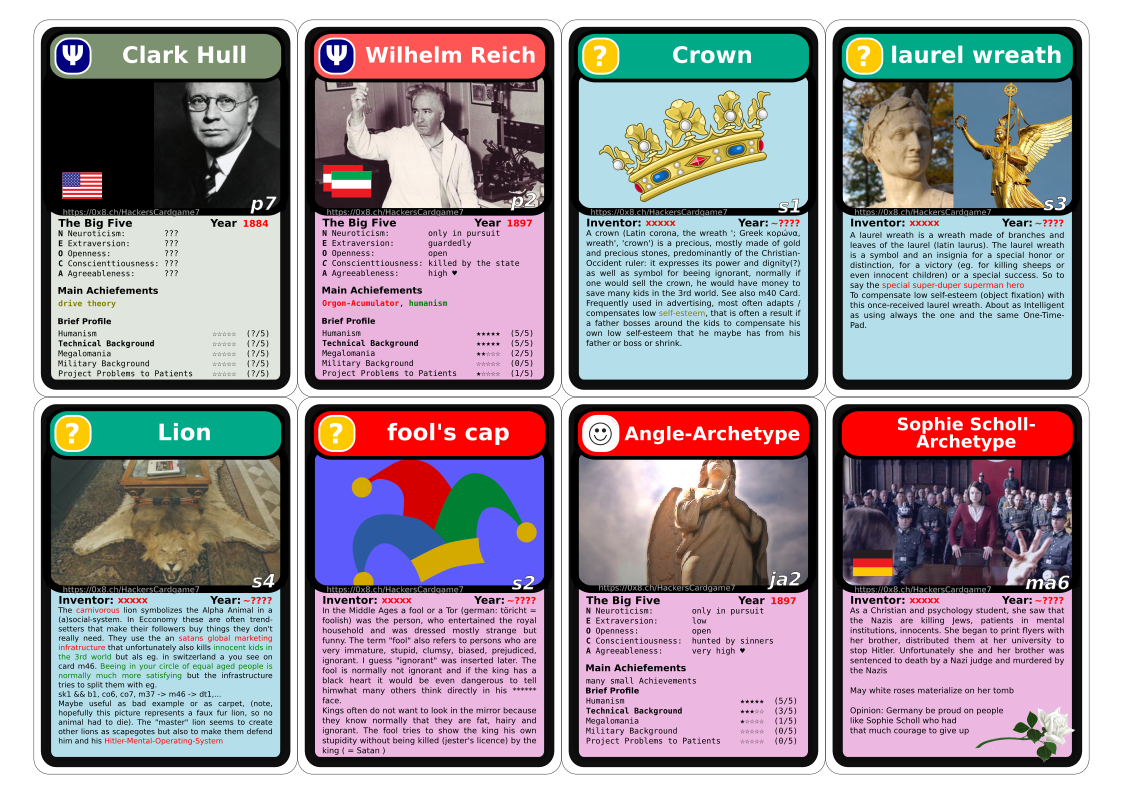 Ψ Clark Hull
p7
https://0x8.ch/HackersCardgame7
The Big Five Year 1884
N Neuroticism: ???
E Extraversion: ???
O Openness: ???
C Conscienttiousness: ???
A Agreeableness: ???
Main Achiefements
drive theory
Brief Profile
Humanism ☆☆☆☆☆ (?/5)
Technical Background ☆☆☆☆☆ (?/5)
Megalomania ☆☆☆☆☆ (?/5)
Military Background ☆☆☆☆☆ (?/5)
Project Problems to Patients ☆☆☆☆☆ (?/5)
Ψ Wilhelm Reich
p2
https://0x8.ch/HackersCardgame7
The Big Five Year 1897
N Neuroticism: only in pursuit
E Extraversion: guardedly
O Openness: open
C Conscienttiousness: killed by the state
A Agreeableness: high ♥
Main Achiefements
Orgon-Acumulator, humanism
Brief Profile
Humanism ★★★★★ (5/5)
Technical Background ★★★★★ (5/5)
Megalomania ★★☆☆☆ (2/5)
Military Background ☆☆☆☆☆ (0/5)
Project Problems to Patients ★☆☆☆☆ (1/5)
? Crown
s1
https://0x8.ch/HackersCardgame7
Inventor: xxxxx Year: ~????
A crown (Latin corona, the wreath '; Greek κορώνα,
wreath', 'crown') is a precious, mostly made of gold
and precious stones, predominantly of the Christian-
Occident ruler: it expresses its power and dignity(?)
as well as symbol for beeing ignorant, normally if
one would sell the crown, he would have money to
save many kids in the 3rd world. See also m40 Card.
Frequently used in advertising, most often adapts /
compensates low self-esteem, that is often a result if
a father bosses around the kids to compensate his
own low self-esteem that he maybe has from his
father or boss or shrink.
? laurel wreath
s3
https://0x8.ch/HackersCardgame7
Inventor: xxxxx Year: ~????
A laurel wreath is a wreath made of branches and
leaves of the laurel (latin laurus). The laurel wreath
is a symbol and an insignia for a special honor or
distinction, for a victory (eg. for killing sheeps or
even innocent children) or a special success. So to
say the special super-duper superman hero
To compensate low self-esteem (object fixation) with
this once-received laurel wreath. About as Intelligent
as using always the one and the same One-Time-
Pad.
? Lion
s4
https://0x8.ch/HackersCardgame7
Inventor: xxxxx Year: ~????
The carnivorous lion symbolizes the Alpha Animal in a
(a)social-system. In Ecconomy these are often trend-
setters that make their followers buy things they don't
really need. They use the an satans global marketing
infratructure that unfortunately also kills innocent kids in
the 3rd world but als eg. in switzerland a you see on
card m46. Beeing in your circle of equal aged people is
normally much more satisfying but the infrastructure
tries to split them with eg.
sk1 && b1, co6, co7, m37 -> m46 -> dt1,...
Maybe useful as bad example or as carpet, (note,
hopefully this picture represents a faux fur lion, so no
animal had to die). The "master" lion seems to create
other lions as scapegotes but also to make them defend
him and his Hitler-Mental-Operating-System
? fool's cap
s2
https://0x8.ch/HackersCardgame7
Inventor: xxxxx Year: ~????
In the Middle Ages a fool or a Tor (german: töricht =
foolish) was the person, who entertained the royal
household and was dressed mostly strange but
funny. The term "fool" also refers to persons who are
very immature, stupid, clumsy, biased, prejudiced,
ignorant. I guess "ignorant" was inserted later. The
fool is normally not ignorant and if the king has a
black heart it would be even dangerous to tell
himwhat many others think directly in his ******
face.
Kings often do not want to look in the mirror because
they know normally that they are fat, hairy and
ignorant. The fool tries to show the king his own
stupidity without being killed (jester's licence) by the
king ( = Satan )
Angle-Archetype
ja2
https://0x8.ch/HackersCardgame7
The Big Five Year 1897
N Neuroticism: only in pursuit
E Extraversion: low
O Openness: open
C Conscientiousness: hunted by sinners
A Agreeableness: very high ♥
Main Achiefements
many small Achievements
Brief Profile
Humanism ★★★★★ (5/5)
Technical Background ★★★☆☆ (3/5)
Megalomania ★☆☆☆☆ (1/5)
Military Background ☆☆☆☆☆ (0/5)
Project Problems to Patients ☆☆☆☆☆ (0/5)
Sophie Scholl-
Archetype
ma6
https://0x8.ch/HackersCardgame7
Inventor: xxxxx Year: ~????
As a Christian and psychology student, she saw that
the Nazis are killing Jews, patients in mental
institutions, innocents. She began to print flyers with
her brother, distributed them at university to
stop Hitler. Unfortunately she and her brother was
sentenced to death by a Nazi judge and murdered by
the Nazis
May white roses materialize on her tomb
Opinion: Germany be proud on people
like Sophie Scholl who had
that much courage to give up